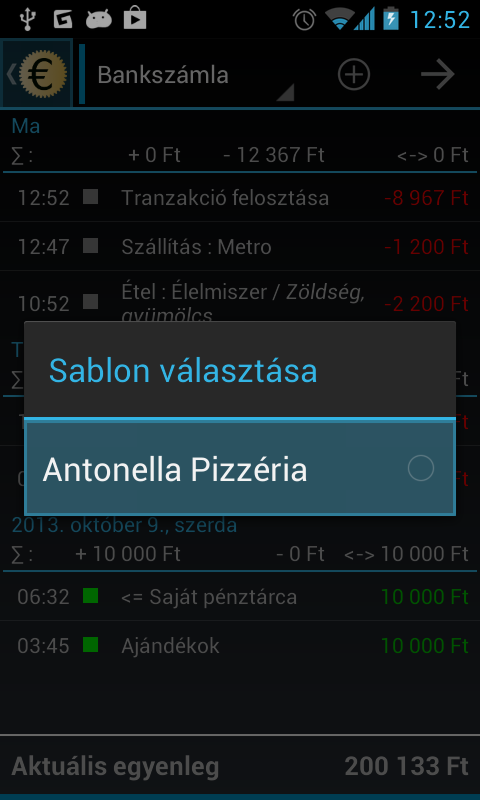 12:52
€ Bankszámla
Ma
Σ : + 0 Ft - 12 367 Ft <-> 0 Ft
12:52 Tranzakció felosztása -8 967 Ft
12:47 Szállítás : Metro -1 200 Ft
10:52 Étel : Élelmiszer / Zöldség, -2 200 Ft
gyümölcs
Sablon választása
Antonella Pizzéria
2013. október 9., szerda
Σ : + 10 000 Ft - 0 Ft <-> 10 000 Ft
06:32 <= Saját pénztárca 10 000 Ft
03:45 Ajándékok 10 000 Ft
Aktuális egyenleg 200 133 Ft